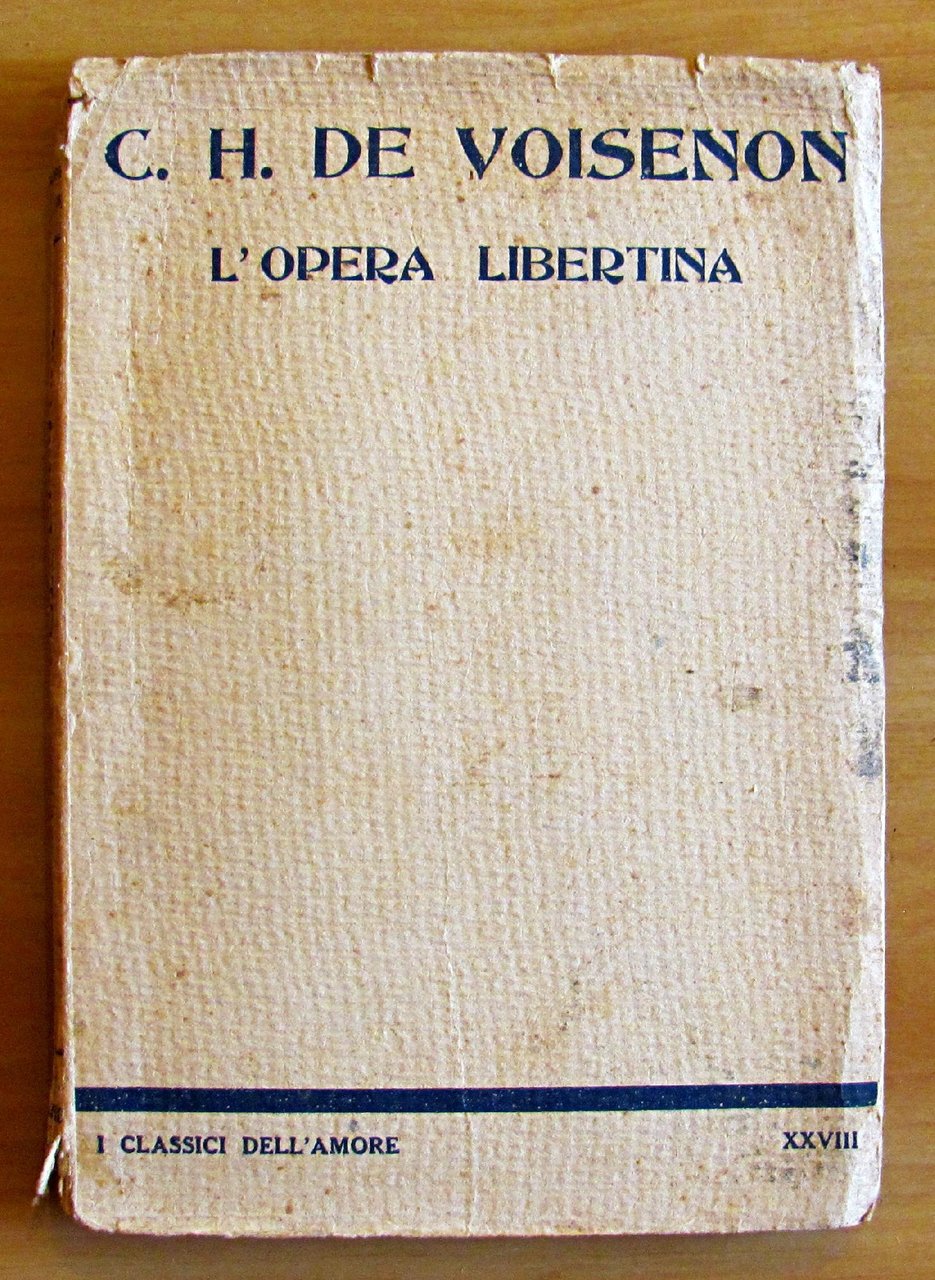 C. H. DE VOISENON
L'OPERA LIBERTINA
I CLASSICI DELL'AMORE
XXVIII